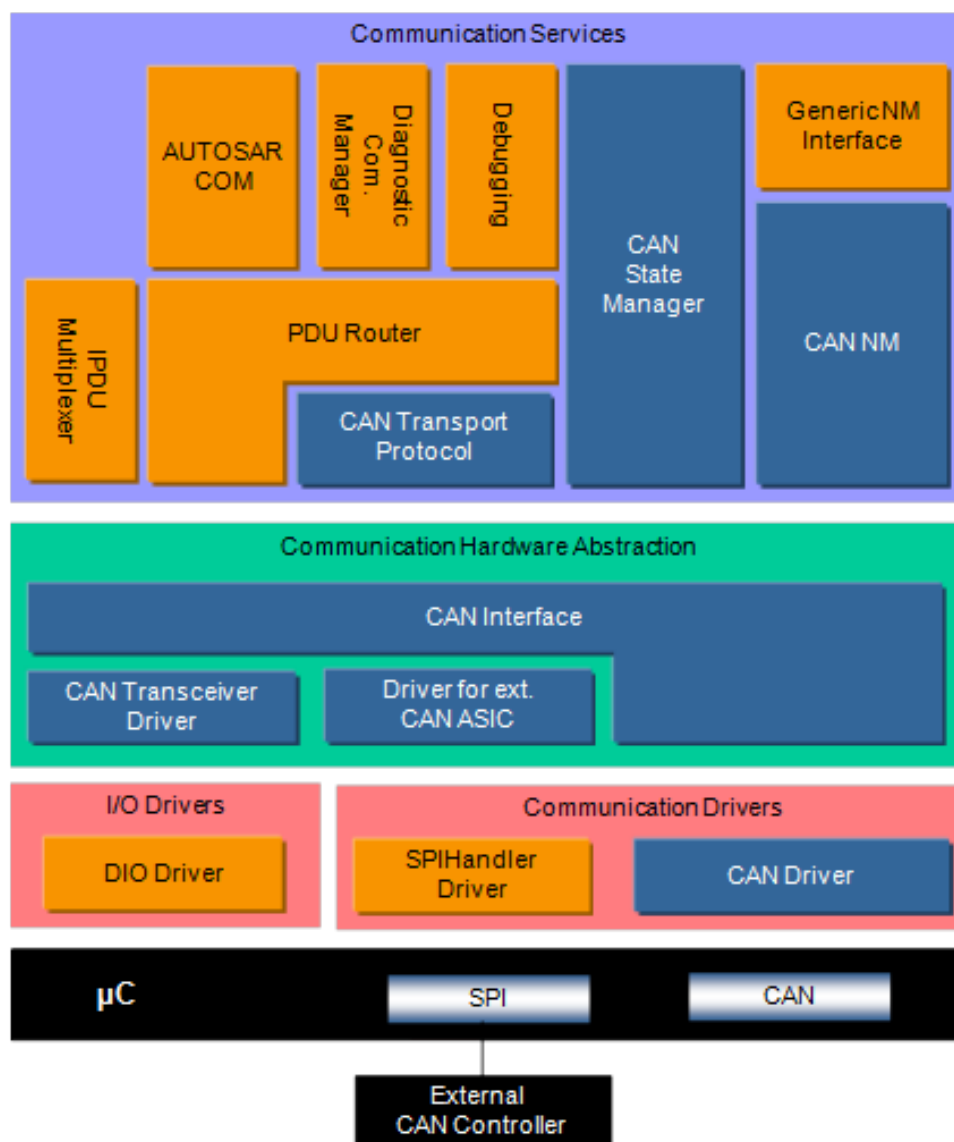 Communication Services
AUTOSAR
COM
Diagnostic
Com.
Manager
Debugging
CAN
State
Manager
Generic NM
Interface
IPDU
Multiplexer
PDU Router
CAN NM
CAN Transport
Protocol
Communication Hardware Abstraction
CAN Interface
CAN Transceiver
Driver
Driver for ext.
CAN ASIC
I/O Drivers
Communication Drivers
DIO Driver
SPIHandler
Driver
CAN Driver
µC
SPI
CAN
External
CAN Controller